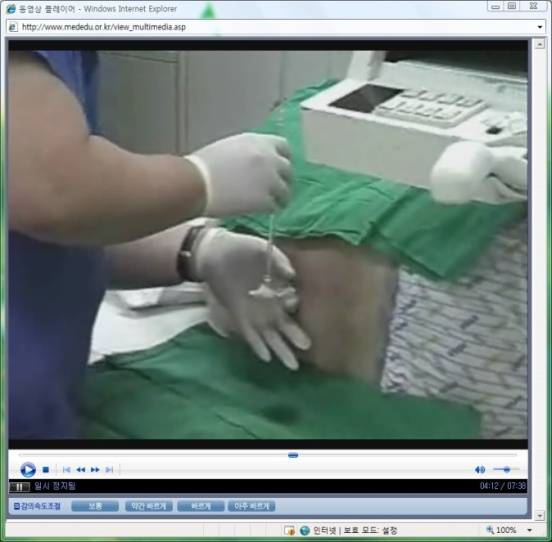 동영상 플레이어 - Windows Internet Explorer
http://www.mededu.or.kr/view_multimedia.asp
일시 정지됨
04:12 / 07:38
강의속도조절 보통 약간 빠르게 빠르게 아주 빠르게
인터넷 | 보호 모드: 설정 100%